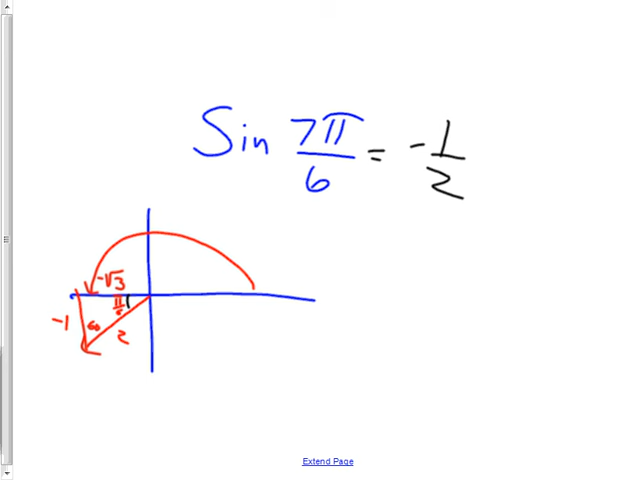 Sin 7π/6 = -1/2
-√3
π/6
-1
60
2
Extend Page